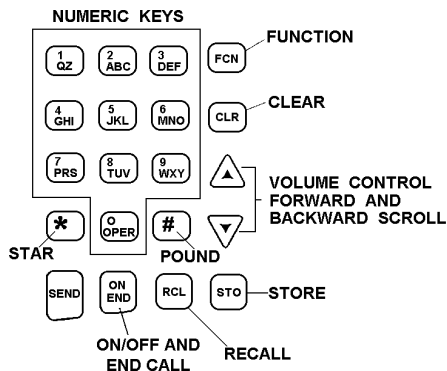 NUMERIC KEYS
FUNCTION
1 2 3
QZ ABC DEF FCN
CLEAR
4 5 6
GHI JKL MNO CLR
7 8 9
PRS TUV WXY
VOLUME CONTROL
FORWARD AND
BACKWARD SCROLL
* 0 #
OPER
STAR POUND
SEND ON RCL STO STORE
END
ON/OFF AND
END CALL
RECALL